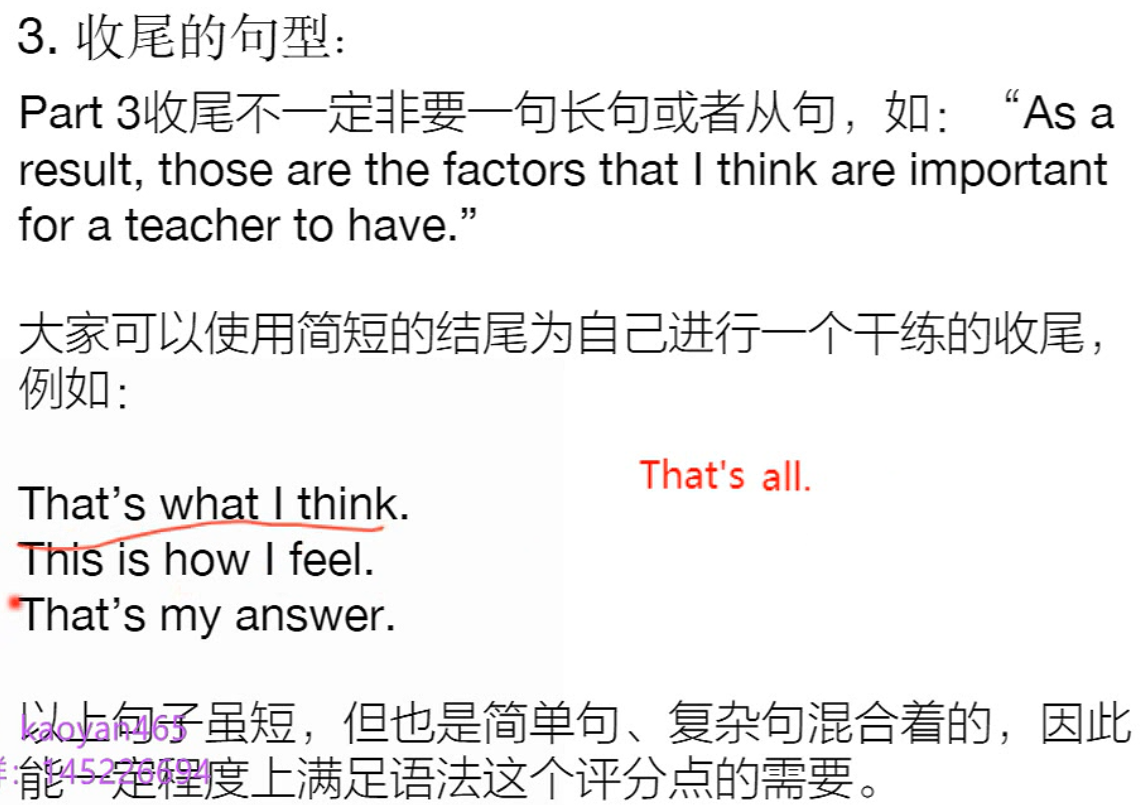 3. 收尾的句型：
Part 3收尾不一定非要一句长句或者从句，如：“As a
result, those are the factors that I think are important
for a teacher to have.”
大家可以使用简短的结尾为自己进行一个干练的收尾，
例如：
That's all.
That’s what I think.
This is how I feel.
That’s my answer.
以上句子虽短，但也是简单句、复杂句混合着的，因此
kaoyan465
能一定程度上满足语法这个评分点的需要。
145226694